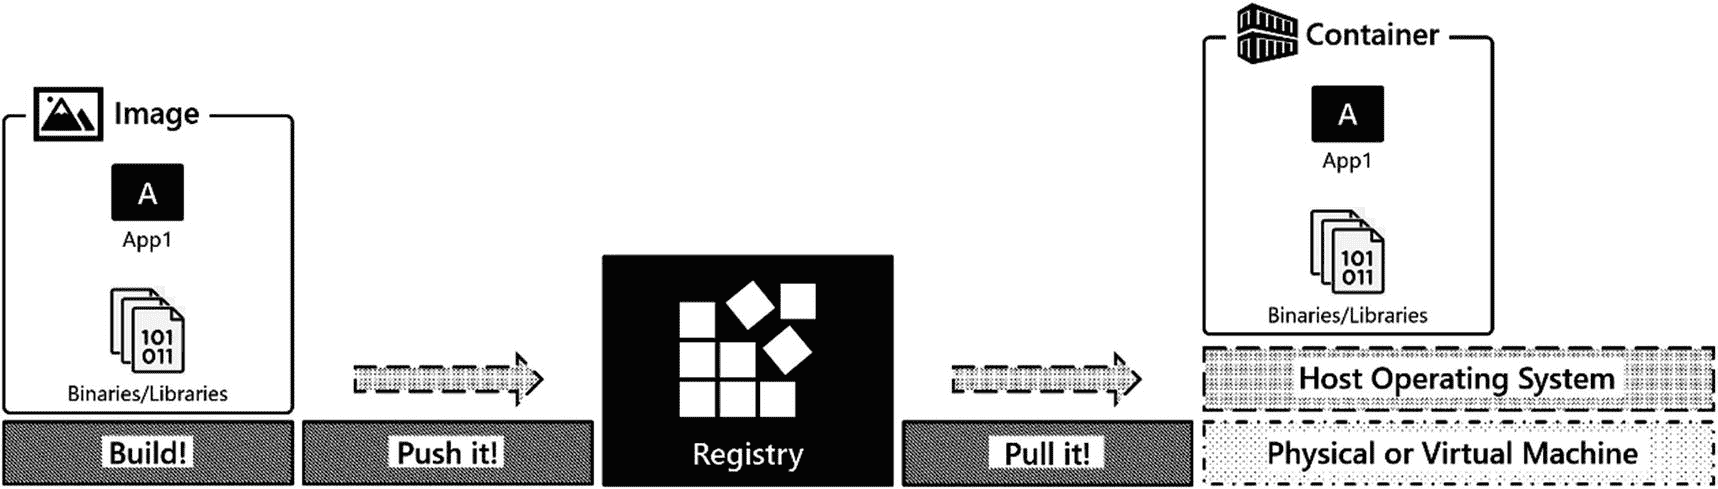 Image
A
App1
101
011
Binaries/Libraries
Build!
Push it!
Registry
Pull it!
Container
A
App1
101
011
Binaries/Libraries
Host Operating System
Physical or Virtual Machine